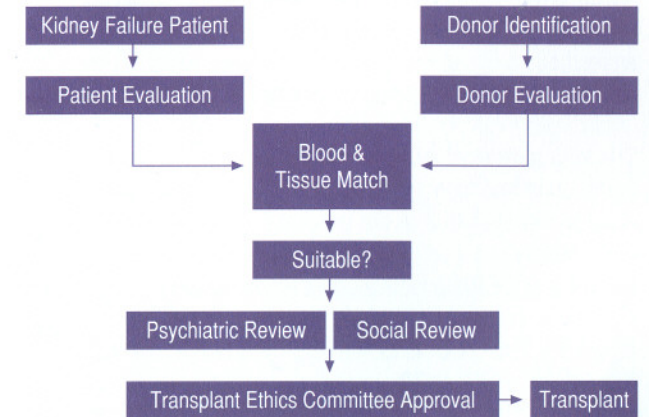 Kidney Failure Patient
Donor Identification
Patient Evaluation
Donor Evaluation
Blood &
Tissue Match
Suitable?
Psychiatric Review
Social Review
Transplant Ethics Committee Approval
Transplant